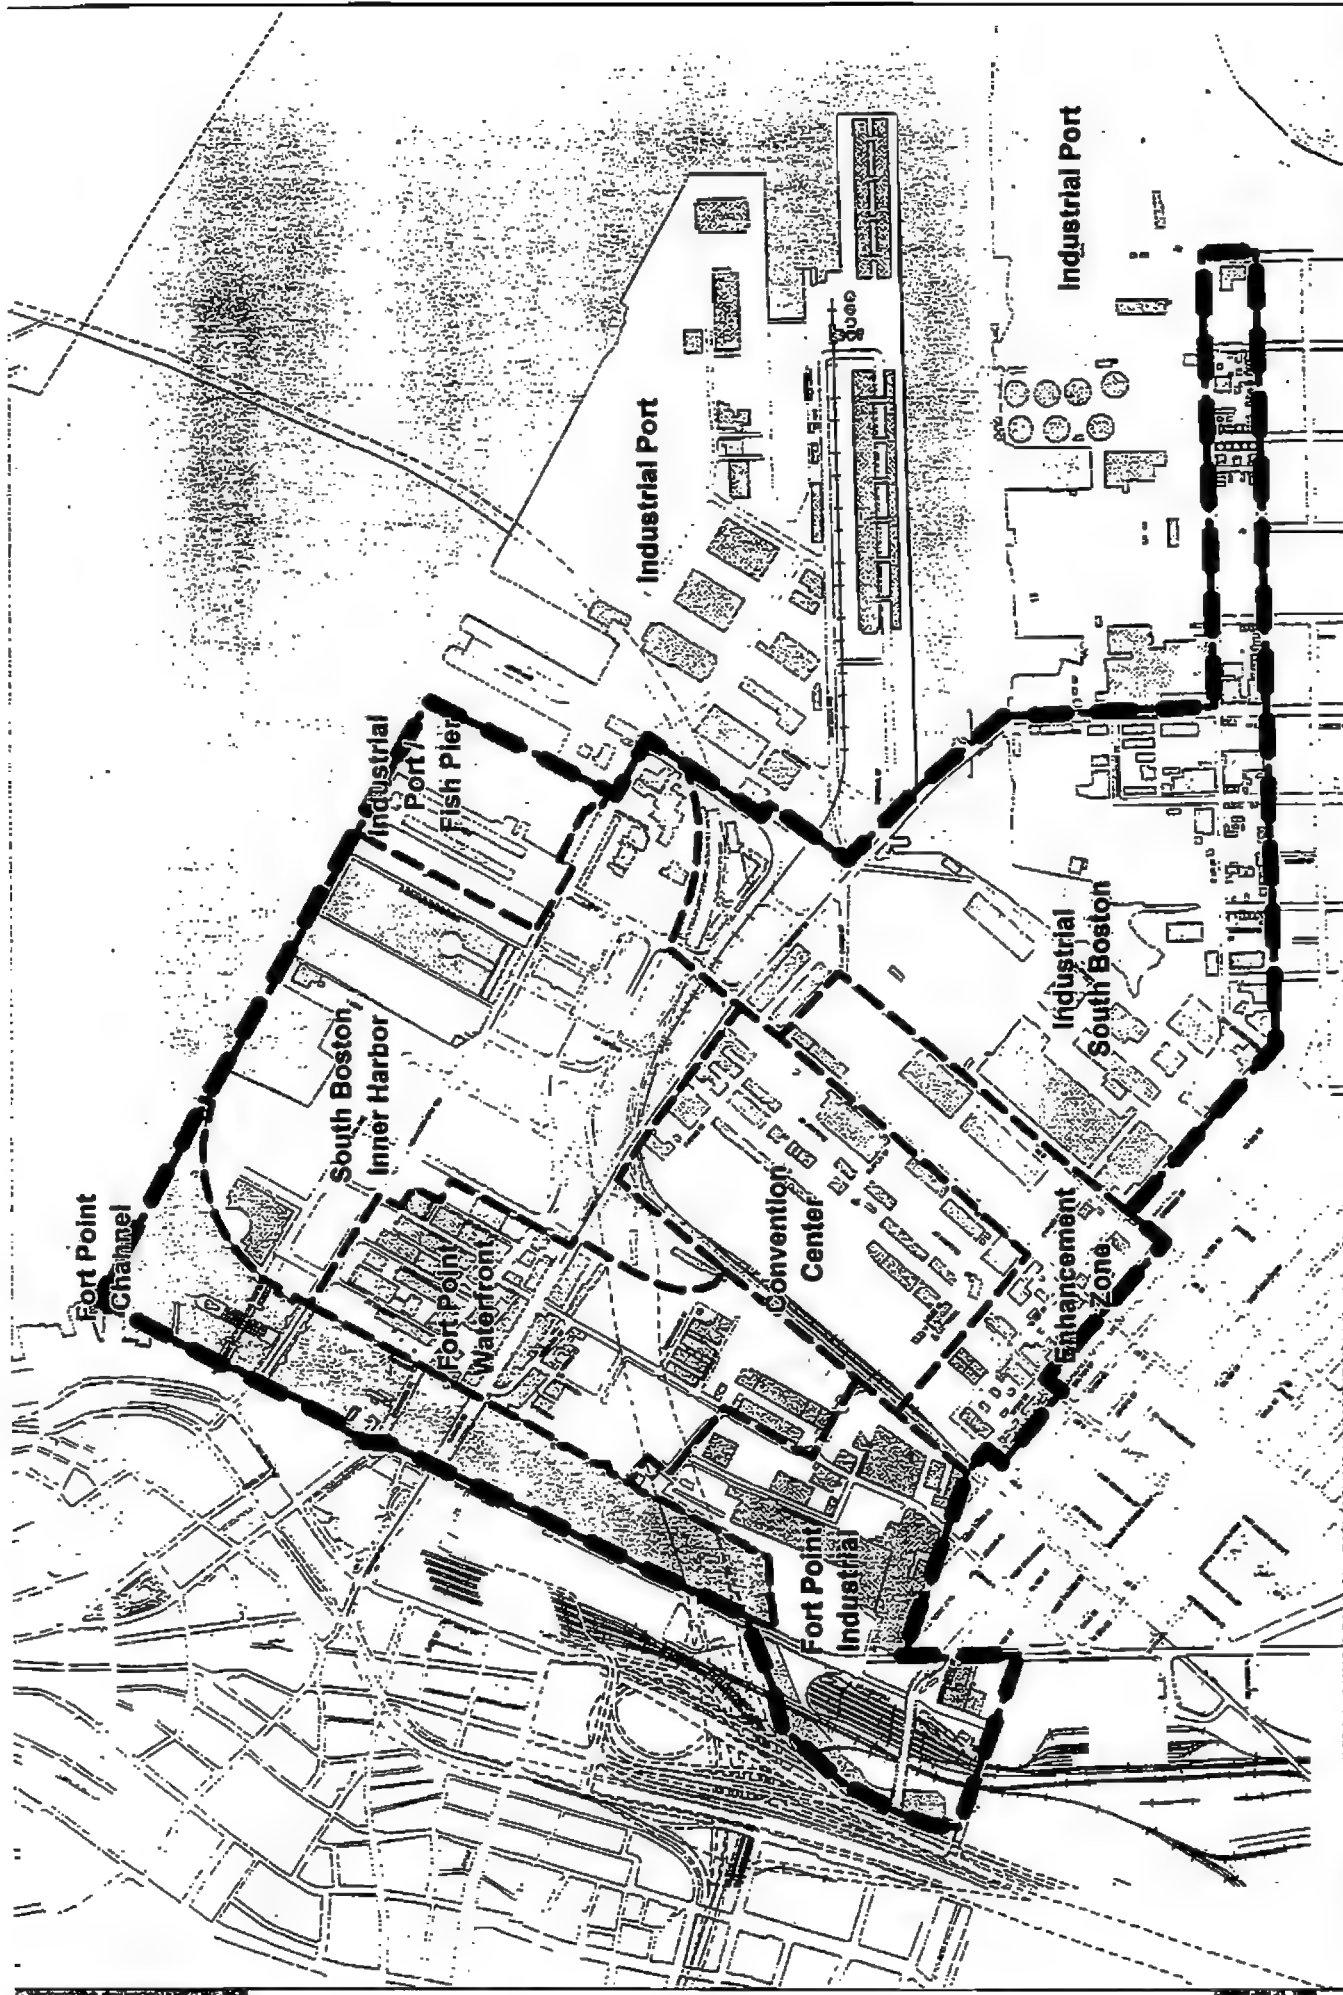 Fort Point
Channel
South Boston
Inner Harbor
Industrial
Port /
Fish Pier
Industrial Port
Industrial Port
Fort Point
Waterfront
Convention
Center
Industrial
South Boston
Enhancement
Zone
Fort Point
Industrial